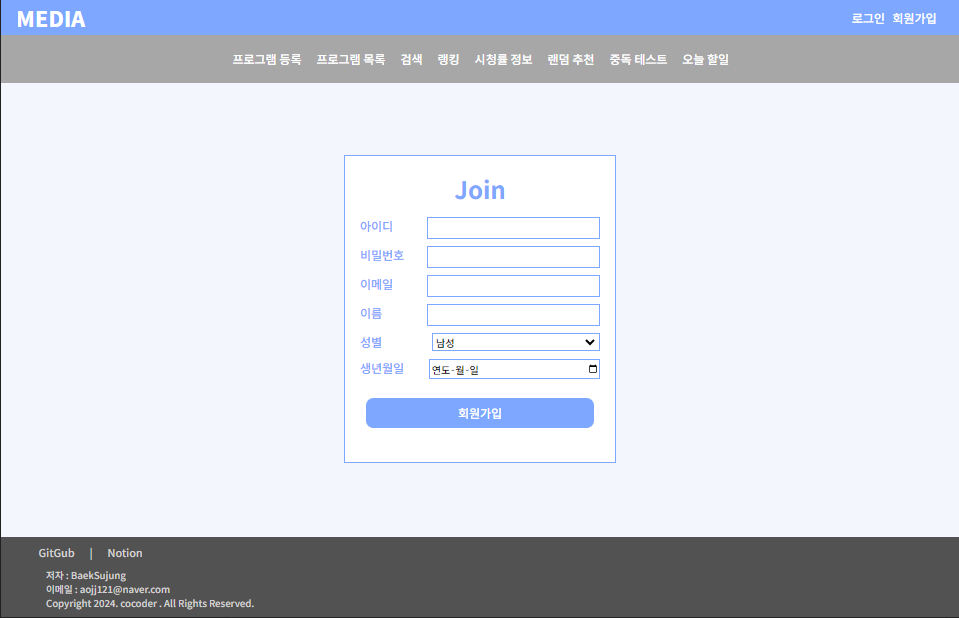 MEDIA 로그인 회원가입
프로그램 등록 프로그램 목록 검색 랭킹 시청률 정보 랜덤 추천 중독 테스트 오늘 할일
Join
아이디
비밀번호
이메일
이름
성별 남성
생년월일 연도-월-일
회원가입
GitGub | Notion
저자 : BaekSujung
이메일 : aojj121@naver.com
Copyright 2024. cocoder . All Rights Reserved.